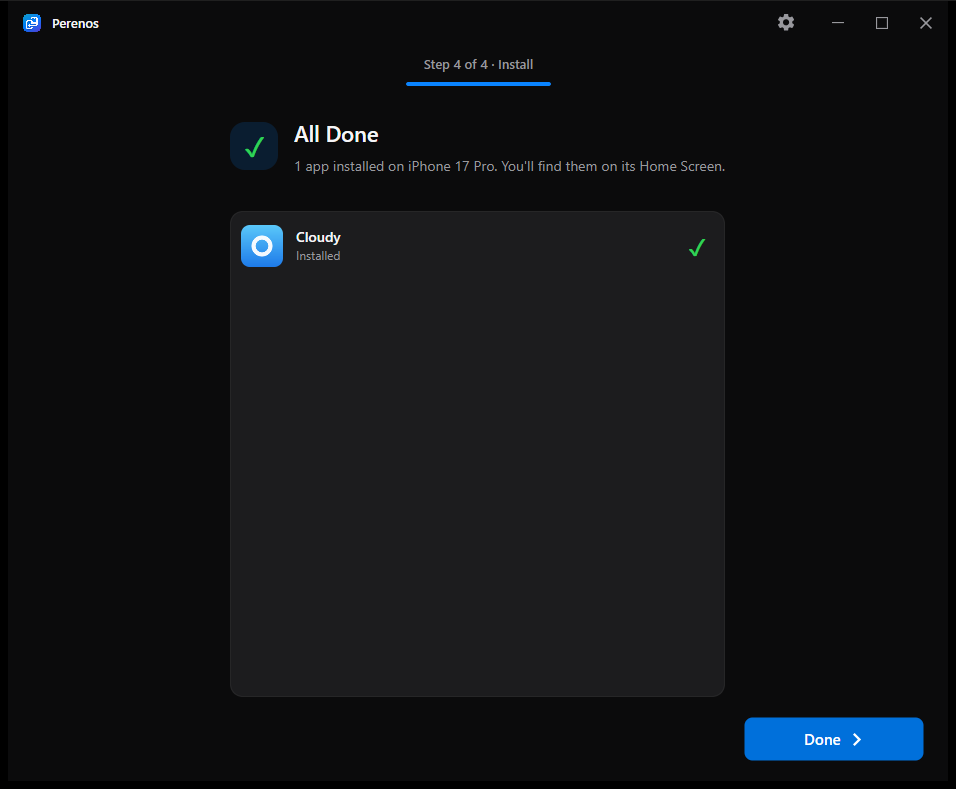 Perenos
Step 4 of 4 · Install
All Done
1 app installed on iPhone 17 Pro. You'll find them on its Home Screen.
Cloudy
Installed
Done